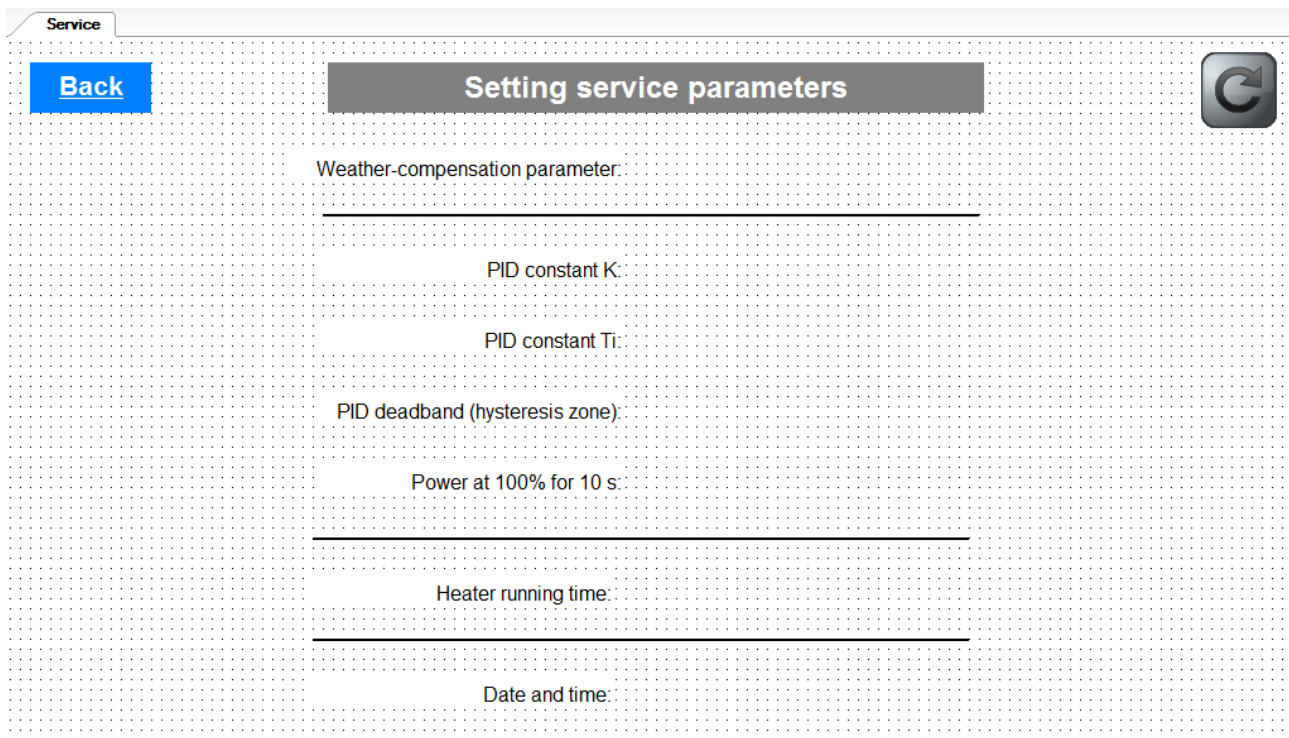 Service
Back
Setting service parameters
Weather-compensation parameter:
PID constant K:
PID constant Ti:
PID deadband (hysteresis zone):
Power at 100% for 10 s:
Heater running time:
Date and time: